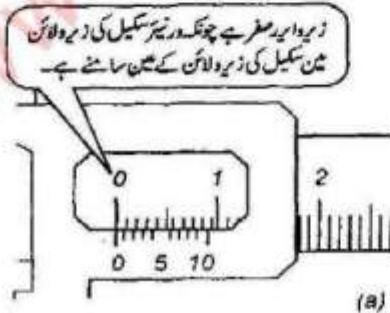 زیرو ایرر صفر ہے چونکہ ورنیئر سکیل کی زیرو لائن
مین سکیل کی زیرو لائن کے عین سامنے ہے۔
0 1 2
0 5 10
(a)